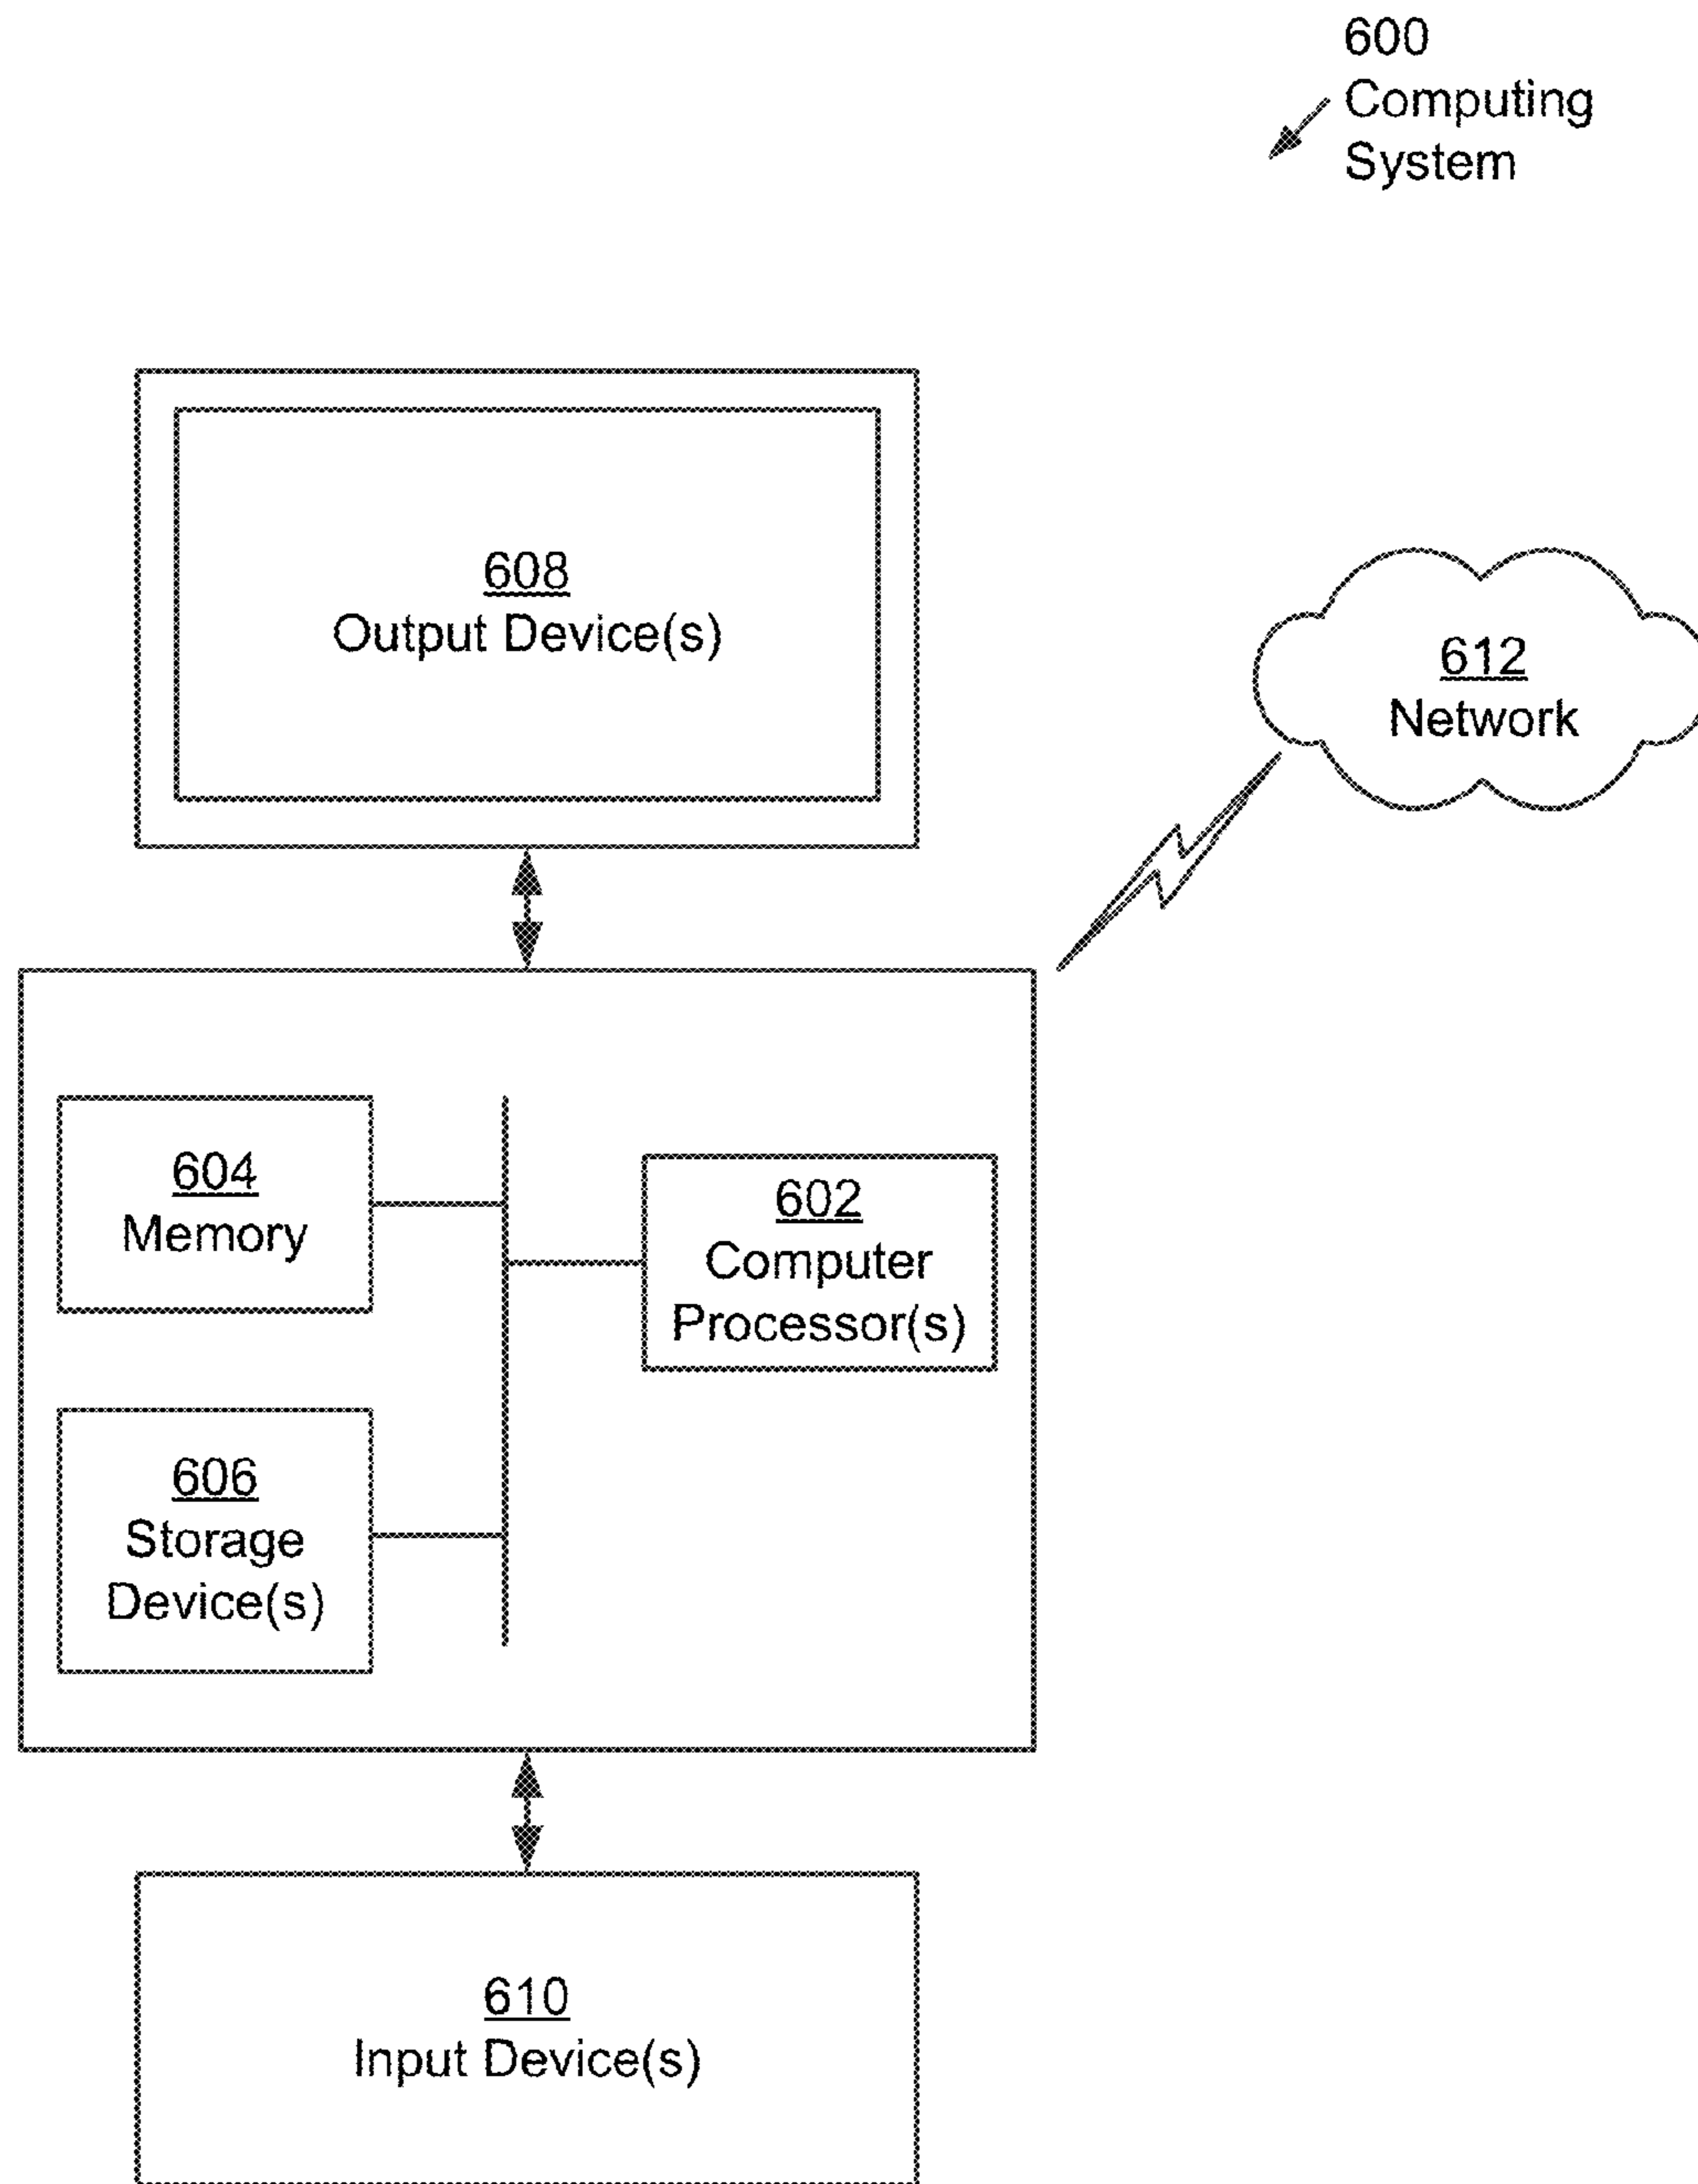 600
Computing
System
608
Output Device(s)
612
Network
604
Memory
602
Computer
Processor(s)
606
Storage
Device(s)
610
Input Device(s)